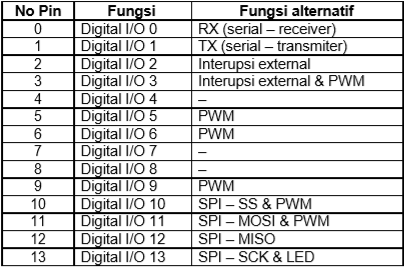 No Pin Fungsi Fungsi alternatif
0 Digital I/O 0 RX (serial – receiver)
1 Digital I/O 1 TX (serial – transmiter)
2 Digital I/O 2 Interupsi external
3 Digital I/O 3 Interupsi external & PWM
4 Digital I/O 4 –
5 Digital I/O 5 PWM
6 Digital I/O 6 PWM
7 Digital I/O 7 –
8 Digital I/O 8 –
9 Digital I/O 9 PWM
10 Digital I/O 10 SPI – SS & PWM
11 Digital I/O 11 SPI – MOSI & PWM
12 Digital I/O 12 SPI – MISO
13 Digital I/O 13 SPI – SCK & LED